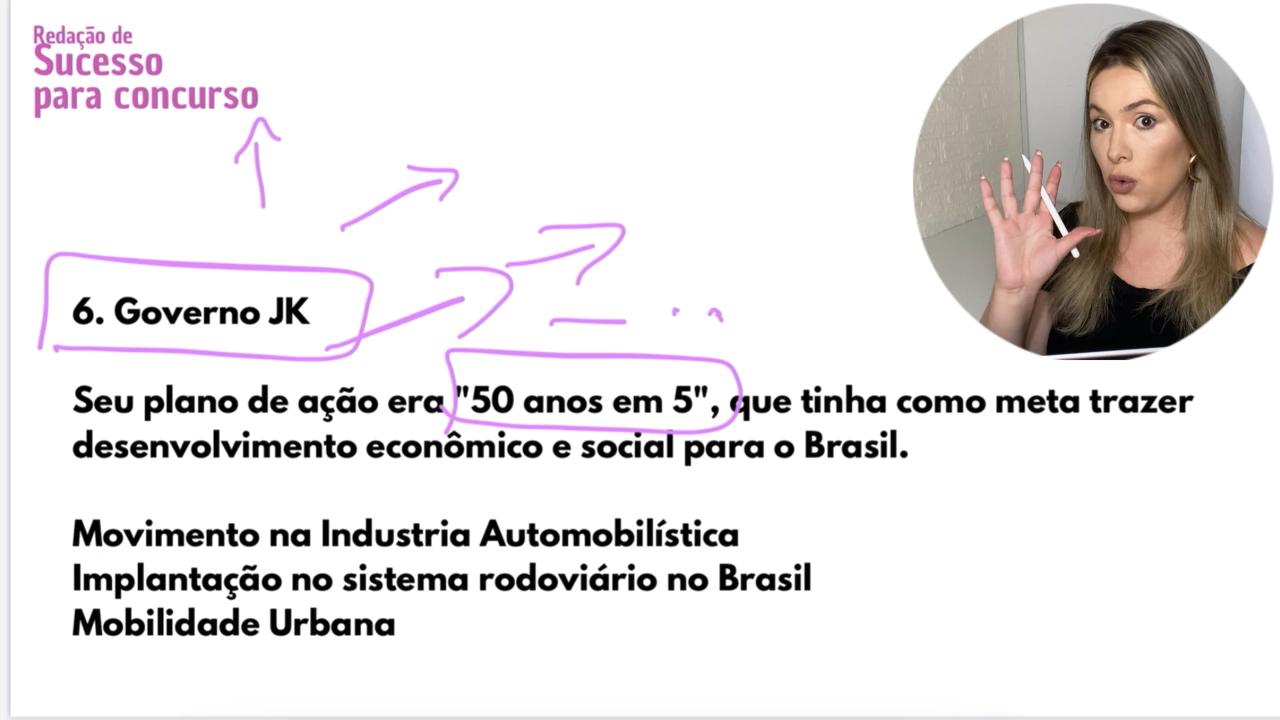 Redação de
Sucesso
para concurso
6. Governo JK
Seu plano de ação era "50 anos em 5", que tinha como meta trazer
desenvolvimento econômico e social para o Brasil.
Movimento na Industria Automobilística
Implantação no sistema rodoviário no Brasil
Mobilidade Urbana